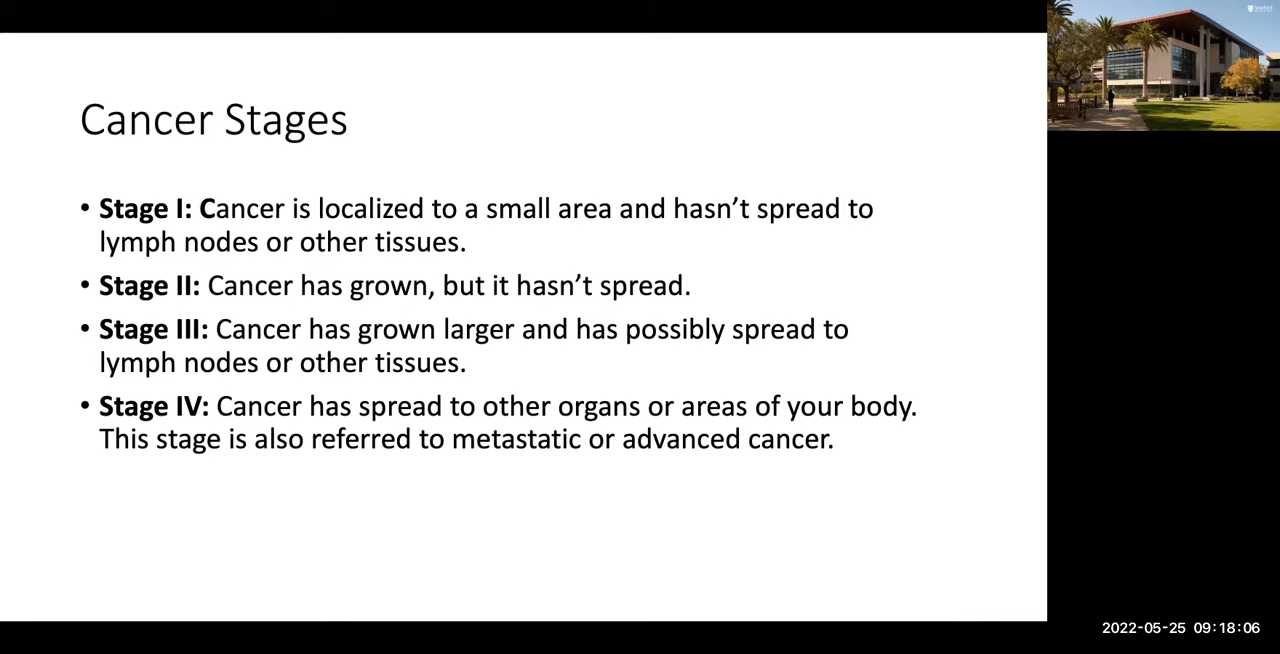 Cancer Stages
• Stage I: Cancer is localized to a small area and hasn’t spread to
lymph nodes or other tissues.
• Stage II: Cancer has grown, but it hasn’t spread.
• Stage III: Cancer has grown larger and has possibly spread to
lymph nodes or other tissues.
• Stage IV: Cancer has spread to other organs or areas of your body.
This stage is also referred to metastatic or advanced cancer.
2022-05-25 09:18:06